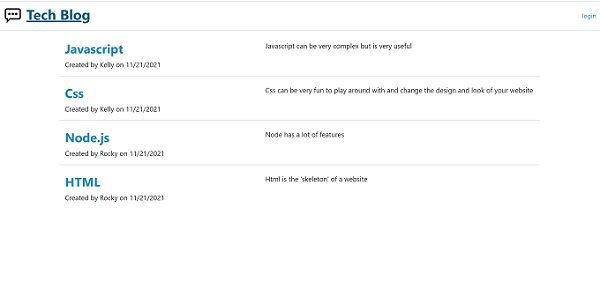 Tech Blog
login
Javascript
Javascript can be very complex but is very useful
Created by Kelly on 11/21/2021
Css
Css can be very fun to play around with and change the design and look of your website
Created by Kelly on 11/21/2021
Node.js
Node has a lot of features
Created by Rocky on 11/21/2021
HTML
Html is the 'skeleton' of a website
Created by Rocky on 11/21/2021